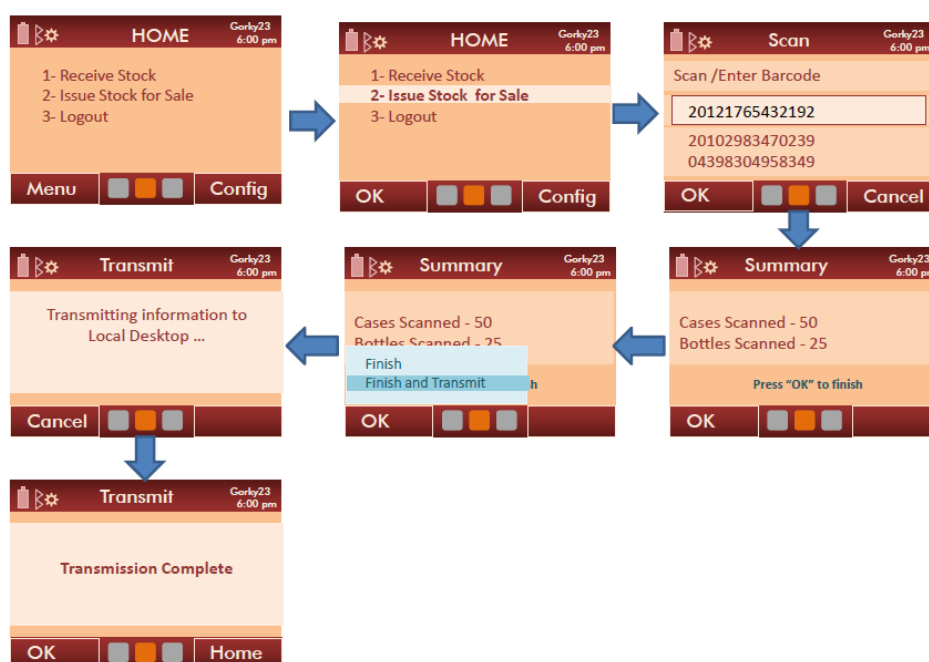 HOME
Gorky23
6:00 pm
1- Receive Stock
2- Issue Stock for Sale
3- Logout
Menu
Config
HOME
Gorky23
6:00 pm
1- Receive Stock
2- Issue Stock for Sale
3- Logout
OK
Config
Scan
Gorky23
6:00 pm
Scan /Enter Barcode
20121765432192
20102983470239
04398304958349
OK
Cancel
Summary
Gorky23
6:00 pm
Cases Scanned - 50
Bottles Scanned - 25
Press "OK" to finish
OK
Summary
Gorky23
6:00 pm
Cases Scanned - 50
Bottles Scanned - 25
Finish
Finish and Transmit
h
OK
Transmit
Gorky23
6:00 pm
Transmitting information to
Local Desktop ...
Cancel
Transmit
Gorky23
6:00 pm
Transmission Complete
OK
Home